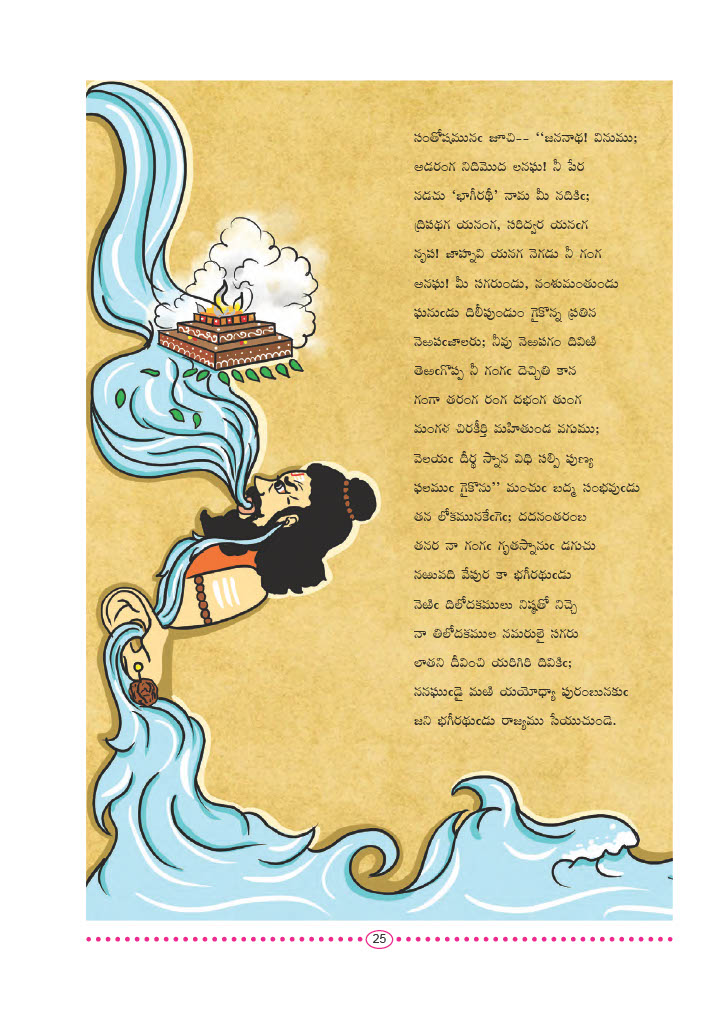 సంతోషమునఁ జూచి-- ‘‘జననాథ! వినుము;
అడరంగ నిదిమొద లనఘ! నీ పేర
నడచు ‘భాగీరథీ’ నామ మీ నదికిఁ;
ద్రిపథగ యనంగ, సరిద్వర యనఁగ
నృప! జాహ్నవి యనగ నెగడు నీ గంగ
అనఘ! మీ సగరుండు, నంశుమంతుండు
ఘనుఁడు దిలీపుండుం గైకొన్న ప్రతిన
నెఱపఁజాలరు; నీవు నెఱపగం దివిఱి
తెఱఁగొప్ప నీ గంగఁ దెచ్చితి కాన
గంగా తరంగ రంగ దభంగ తుంగ
మంగళ చిరకీర్తి మహితుండ వగుము;
వెలయఁ దీర్థ స్నాన విధి సల్పి పుణ్య
ఫలముఁ గైకొను’’ మంచుఁ బద్మ సంభవుఁడు
తన లోకమునకేఁగెఁ; దదనంతరంబ
తనర నా గంగఁ గృతస్నానుఁ డగుచు
నఱువది వేవుర కా భగీరథుఁడు
నెఱిఁ దిలోదకములు నిష్ఠతో నిచ్చె
నా తిలోదకముల నమరులై సగరు
లాతని దీవించి యరిగిరి దివికిఁ;
ననఘుఁడై మఱి యయోధ్యా పురంబునకుఁ
జని భగీరథుఁడు రాజ్యము సేయుచుండె.
25